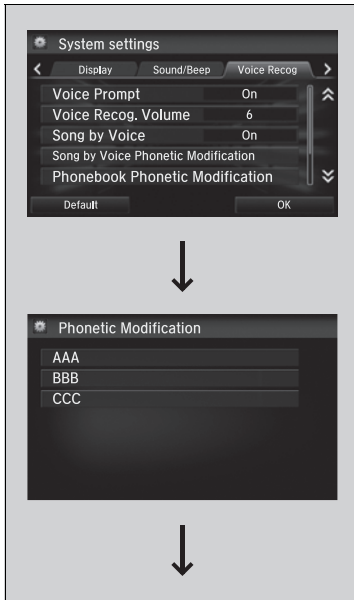 System settings
Display Sound/Beep Voice Recog
Voice Prompt On
Voice Recog. Volume 6
Song by Voice On
Song by Voice Phonetic Modification
Phonebook Phonetic Modification
Default OK
Phonetic Modification
AAA
BBB
CCC